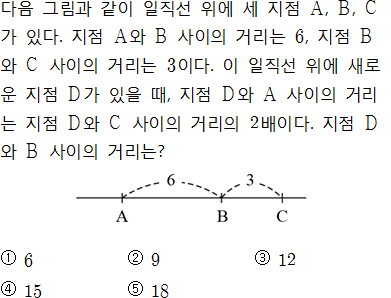 다음 그림과 같이 일직선 위에 세 지점 A, B, C
가 있다. 지점 A와 B 사이의 거리는 6, 지점 B
와 C 사이의 거리는 3이다. 이 일직선 위에 새로
운 지점 D가 있을 때, 지점 D와 A 사이의 거리
는 지점 D와 C 사이의 거리의 2배이다. 지점 D
와 B 사이의 거리는?
6 3
A B C
① 6 ② 9 ③ 12
④ 15 ⑤ 18